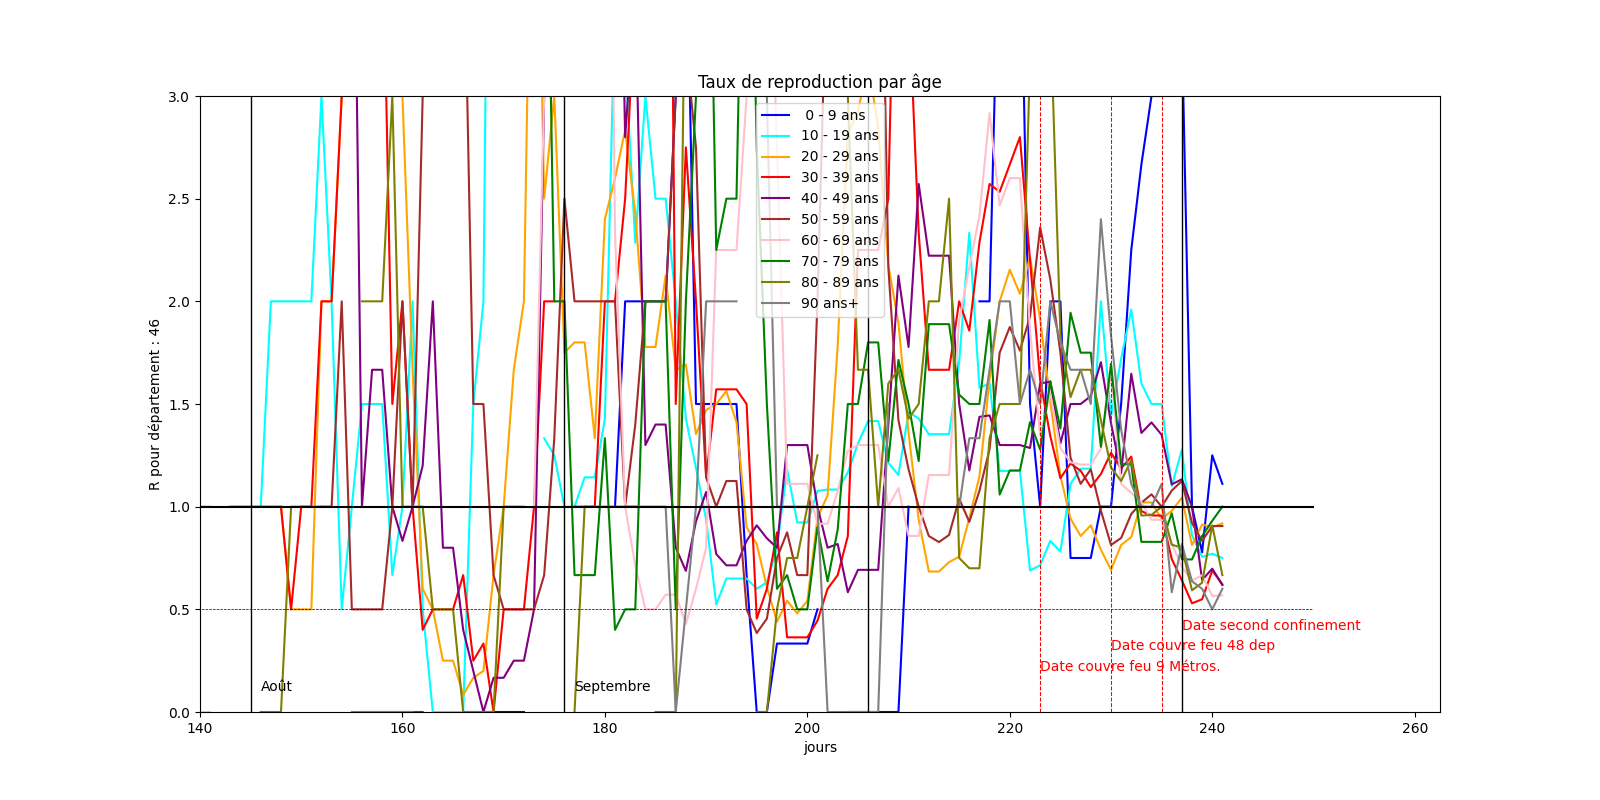 Taux de reproduction par âge
R pour département : 46
3.0
2.5
2.0
1.5
1.0
0.5
0.0
0 - 9 ans
10 - 19 ans
20 - 29 ans
30 - 39 ans
40 - 49 ans
50 - 59 ans
60 - 69 ans
70 - 79 ans
80 - 89 ans
90 ans+
Date second confinement
Date couvre feu 48 dep
Date couvre feu 9 Métros.
Août
Septembre
140
160
180
200
220
240
260
jours